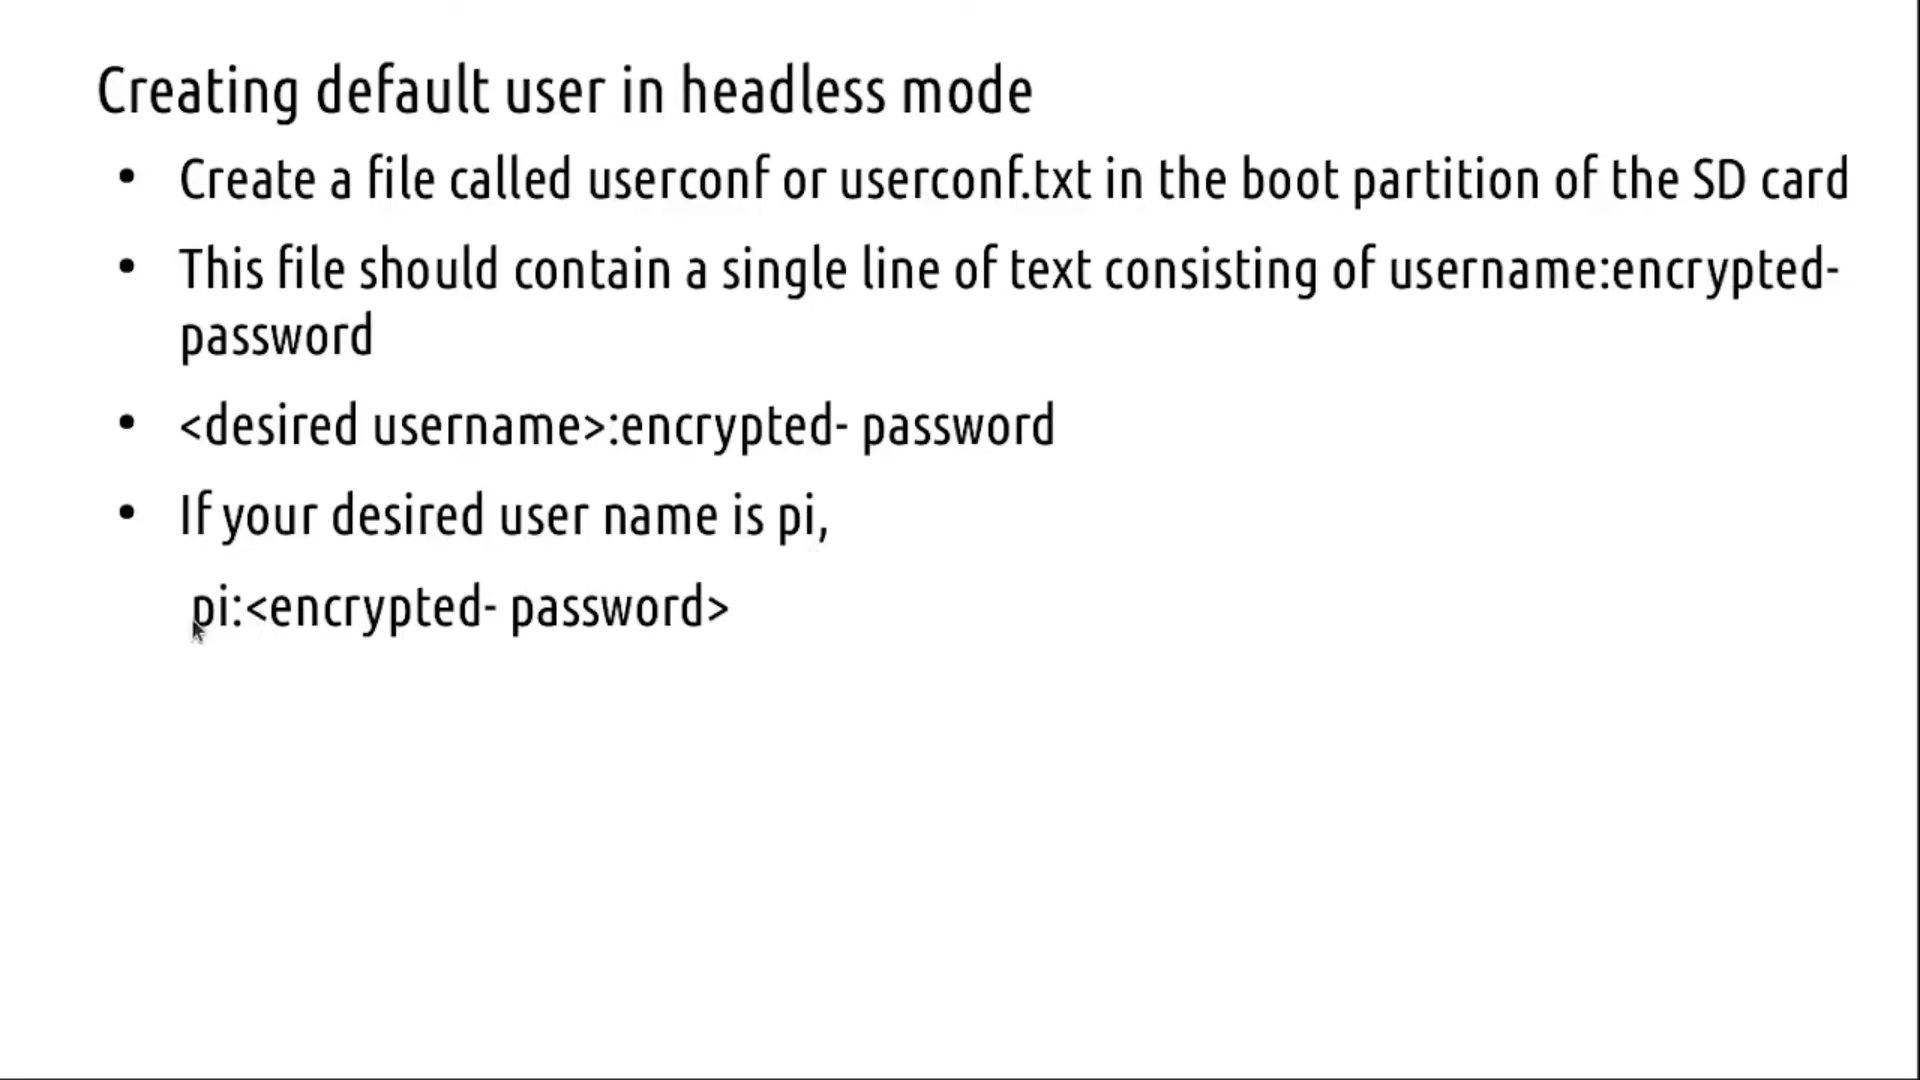 Creating default user in headless mode
• Create a file called userconf or userconf.txt in the boot partition of the SD card
• This file should contain a single line of text consisting of username:encrypted-
password
• <desired username>:encrypted- password
• If your desired user name is pi,
pi:<encrypted- password>